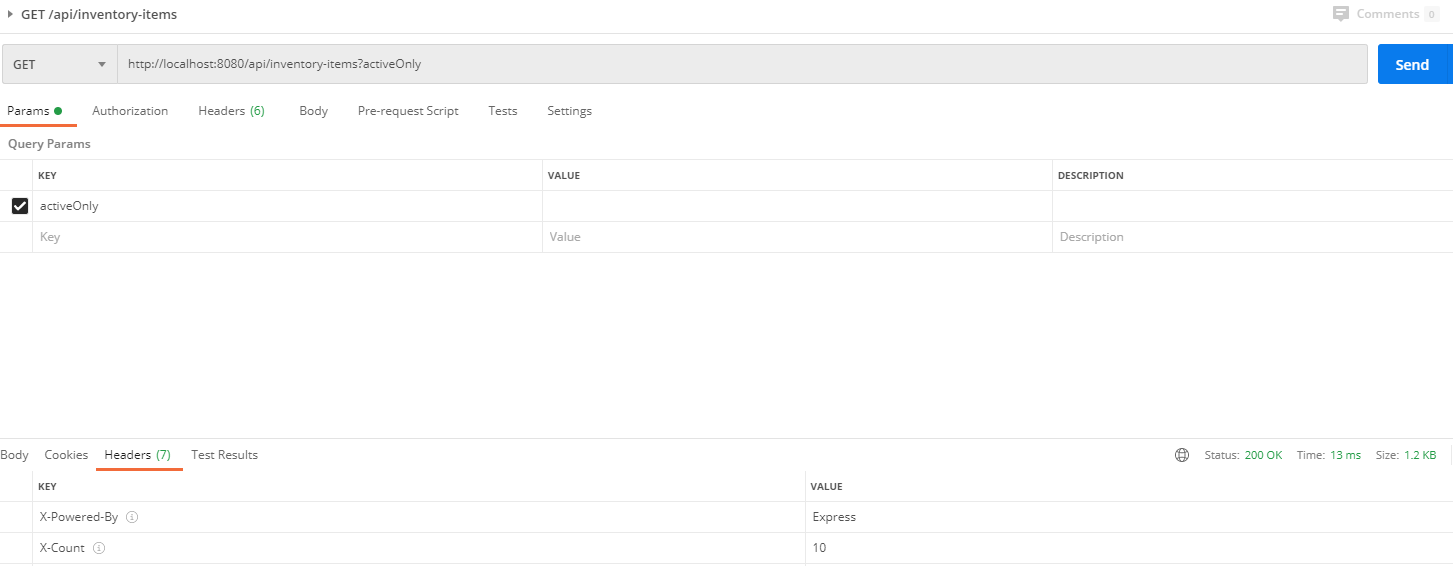 GET /api/inventory-items
Comments 0
GET http://localhost:8080/api/inventory-items?activeOnly Send
Params Authorization Headers (6) Body Pre-request Script Tests Settings
Query Params
KEY VALUE DESCRIPTION
activeOnly
Key Value Description
Body Cookies Headers (7) Test Results Status: 200 OK Time: 13 ms Size: 1.2 KB
KEY VALUE
X-Powered-By Express
X-Count 10